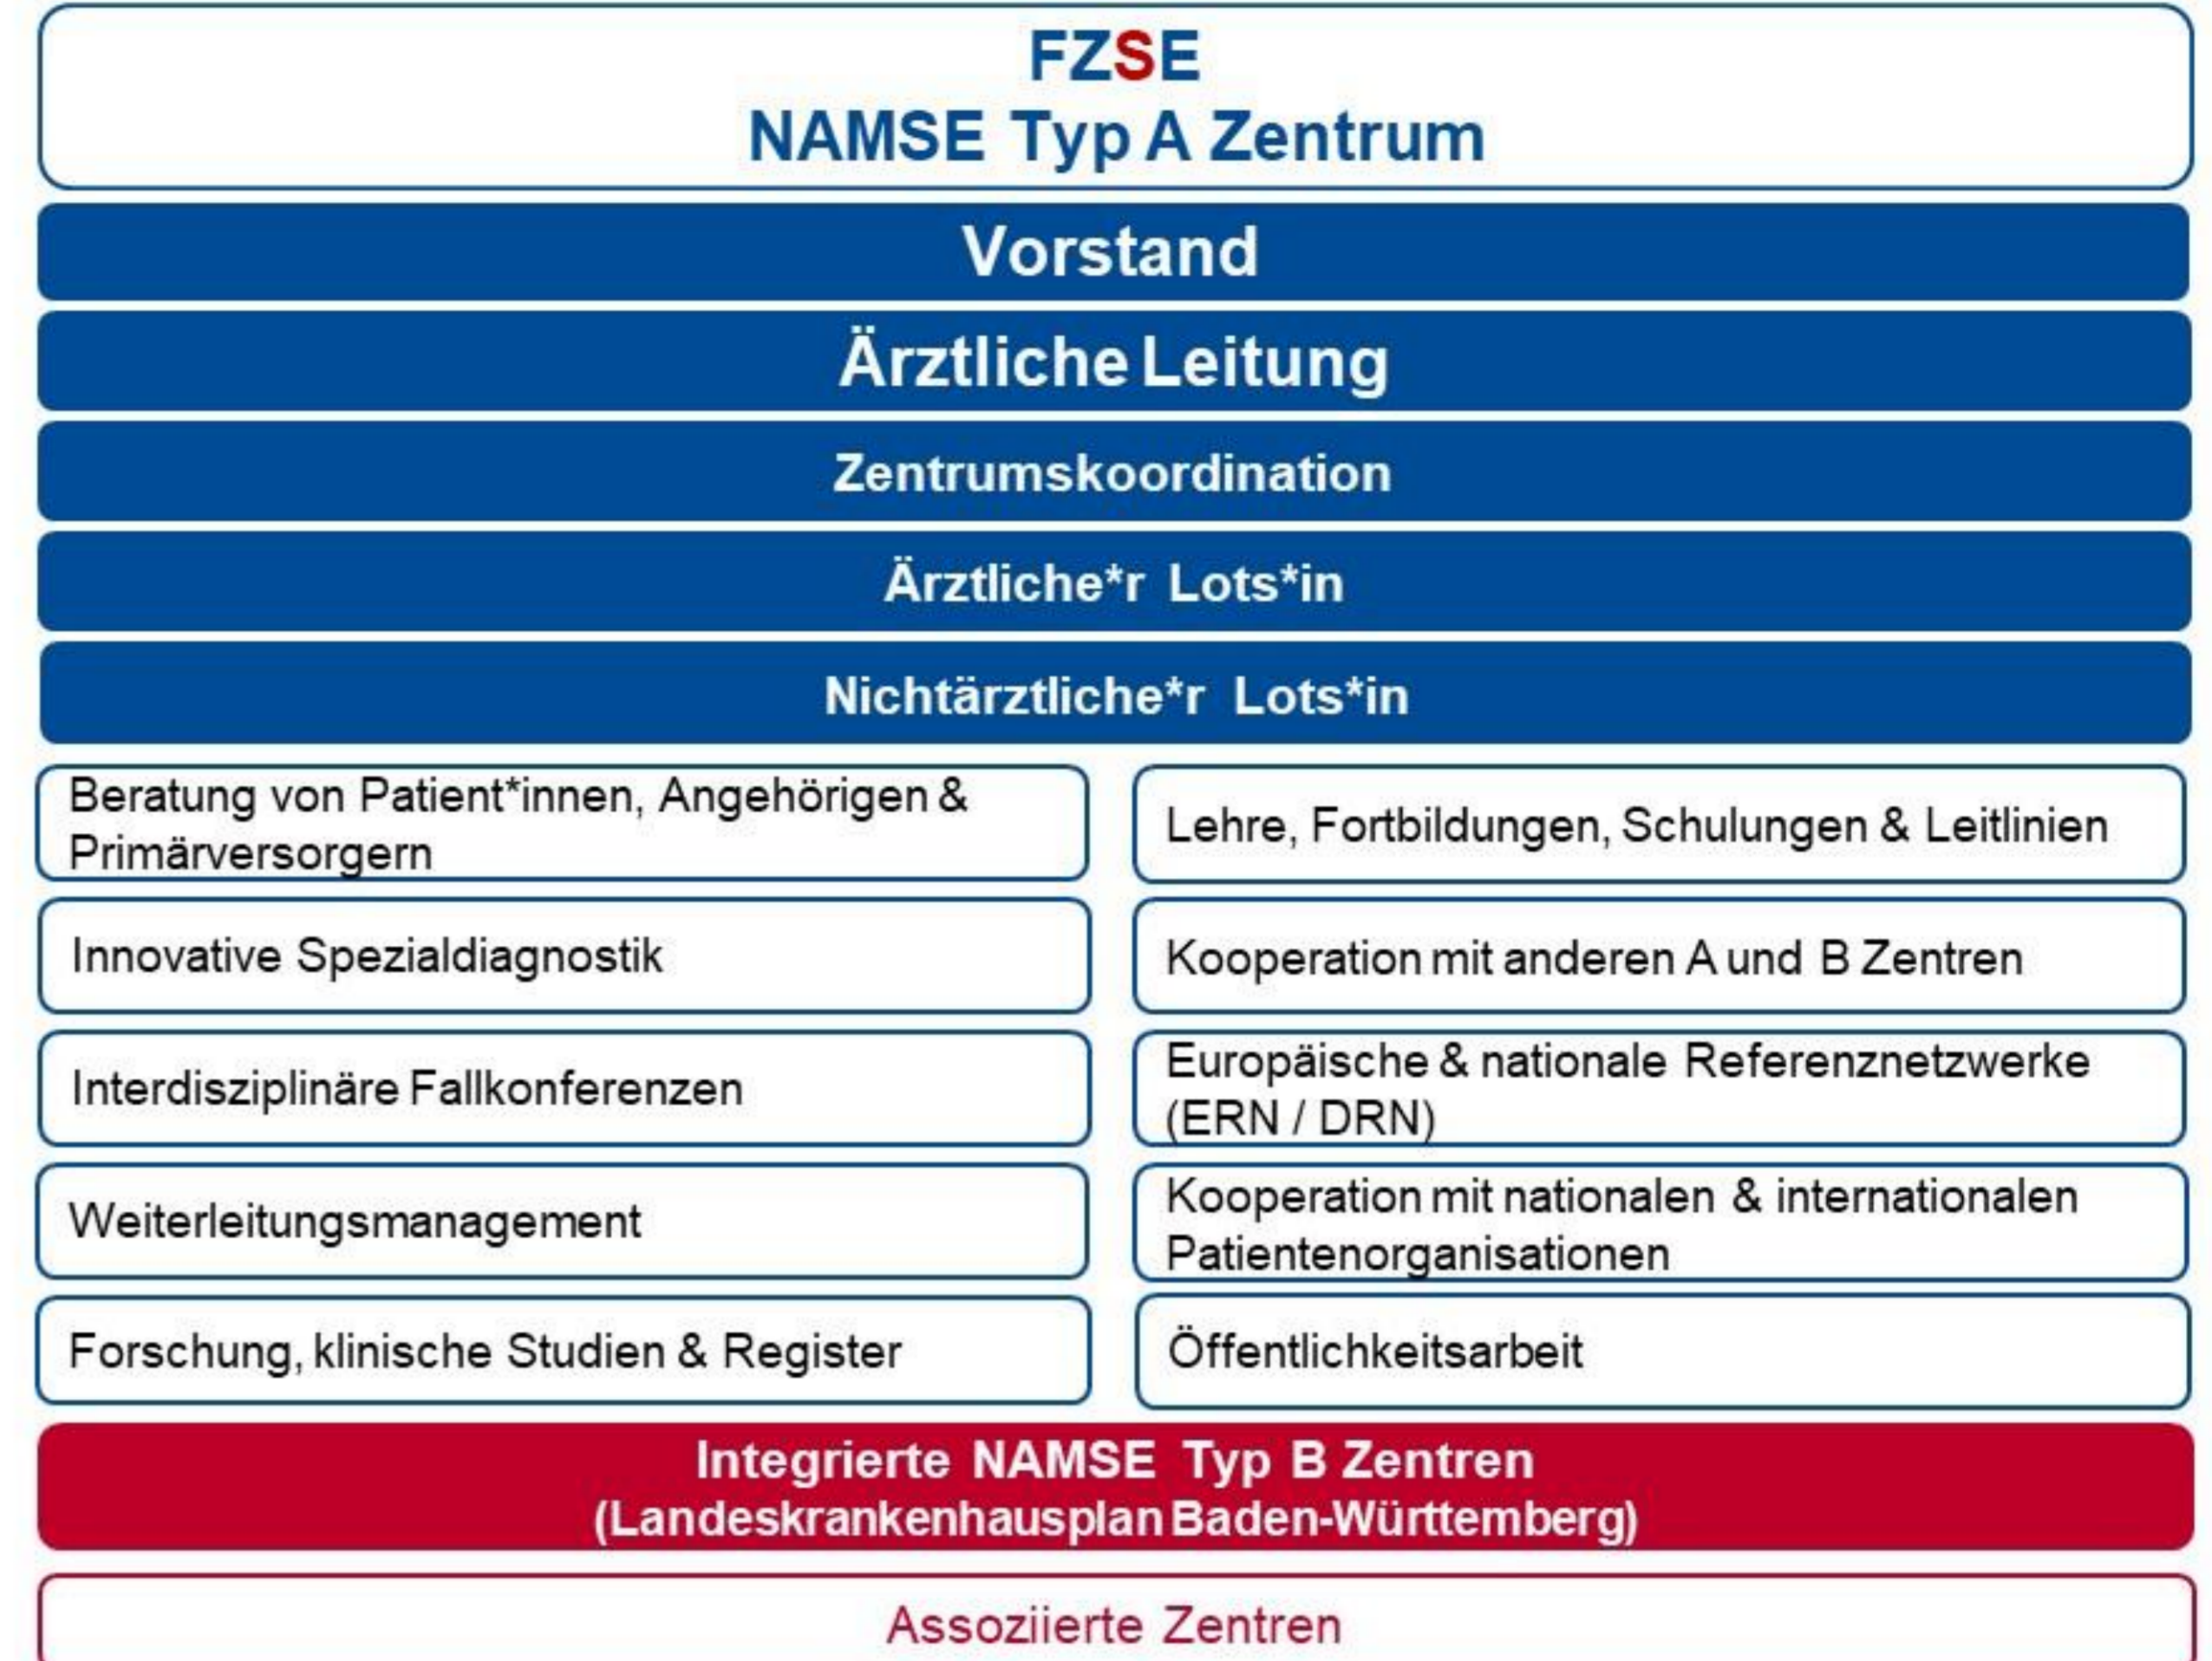 FZSE
NAMSE Typ A Zentrum
Vorstand
Ärztliche Leitung
Zentrumskoordination
Ärztliche*r Lots*in
Nichtärztliche*r Lots*in
Beratung von Patient*innen, Angehörigen &
Primärversorgern
Lehre, Fortbildungen, Schulungen & Leitlinien
Innovative Spezialdiagnostik
Kooperation mit anderen A und B Zentren
Interdisziplinäre Fallkonferenzen
Europäische & nationale Referenznetzwerke
(ERN / DRN)
Weiterleitungsmanagement
Kooperation mit nationalen & internationalen
Patientenorganisationen
Forschung, klinische Studien & Register
Öffentlichkeitsarbeit
Integrierte NAMSE Typ B Zentren
(Landeskrankenhausplan Baden-Württemberg)
Assoziierte Zentren